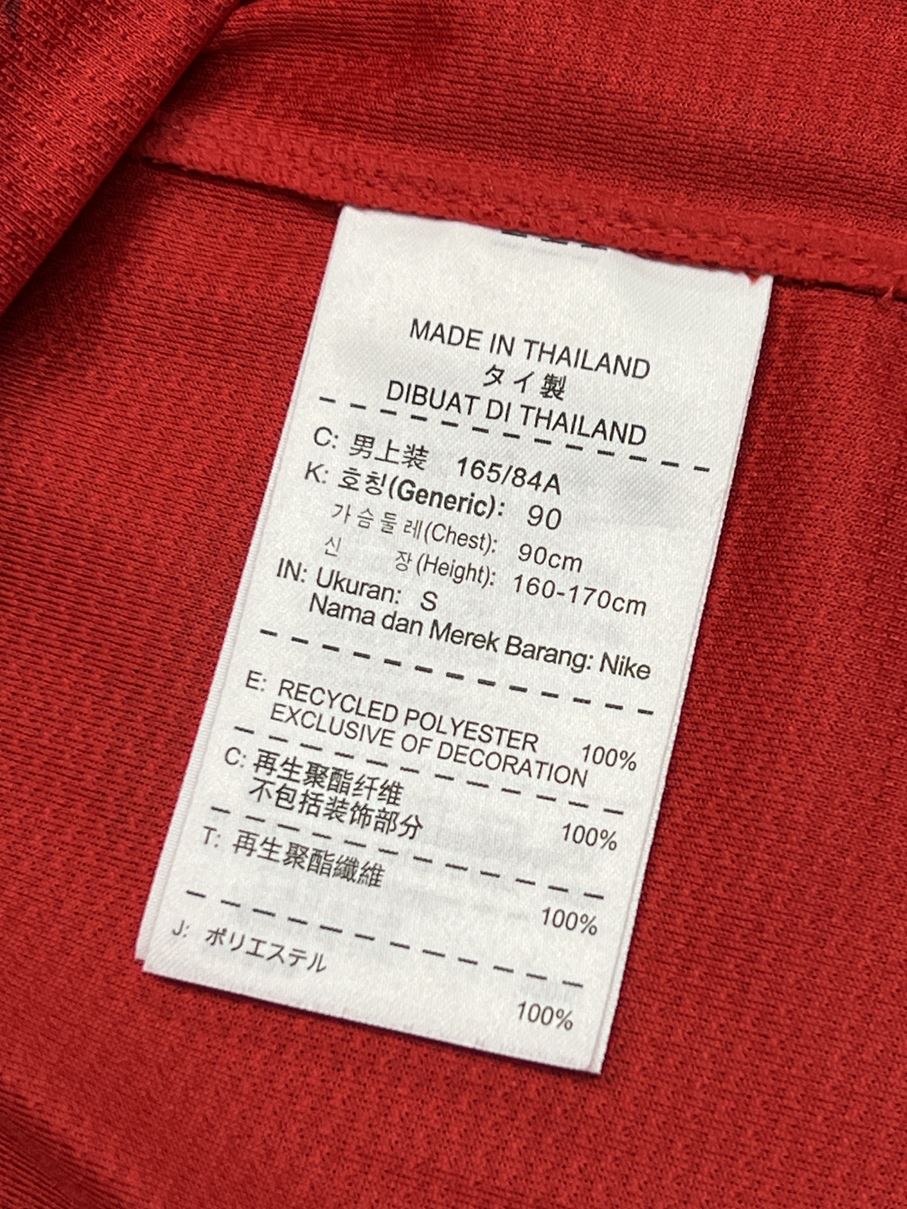 MADE IN THAILAND
タイ製
DIBUAT DI THAILAND
C: 男上装 165/84A
K: 호칭(Generic): 90
가슴둘레(Chest): 90cm
신 장(Height): 160-170cm
IN: Ukuran: S
Nama dan Merek Barang: Nike
E: RECYCLED POLYESTER 100%
EXCLUSIVE OF DECORATION
C: 再生聚酯纤维 100%
不包括装饰部分
T: 再生聚酯纖維 100%
J: ポリエステル 100%